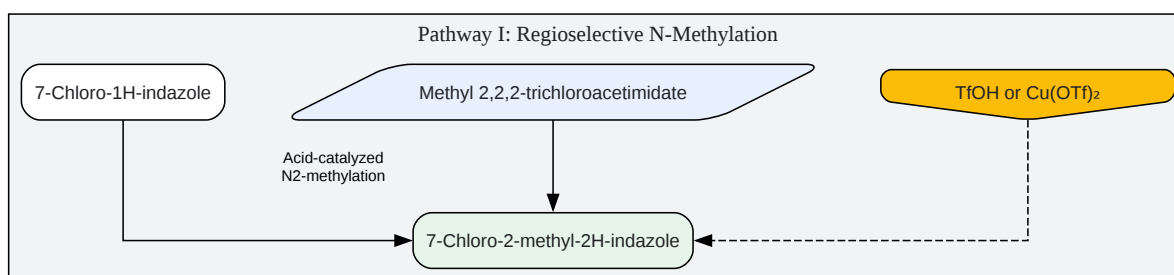 Pathway I: Regioselective N-Methylation
7-Chloro-1H-indazole
Methyl 2,2,2-trichloroacetimidate
TfOH or Cu(OTf)₂
Acid-catalyzed
N2-methylation
7-Chloro-2-methyl-2H-indazole